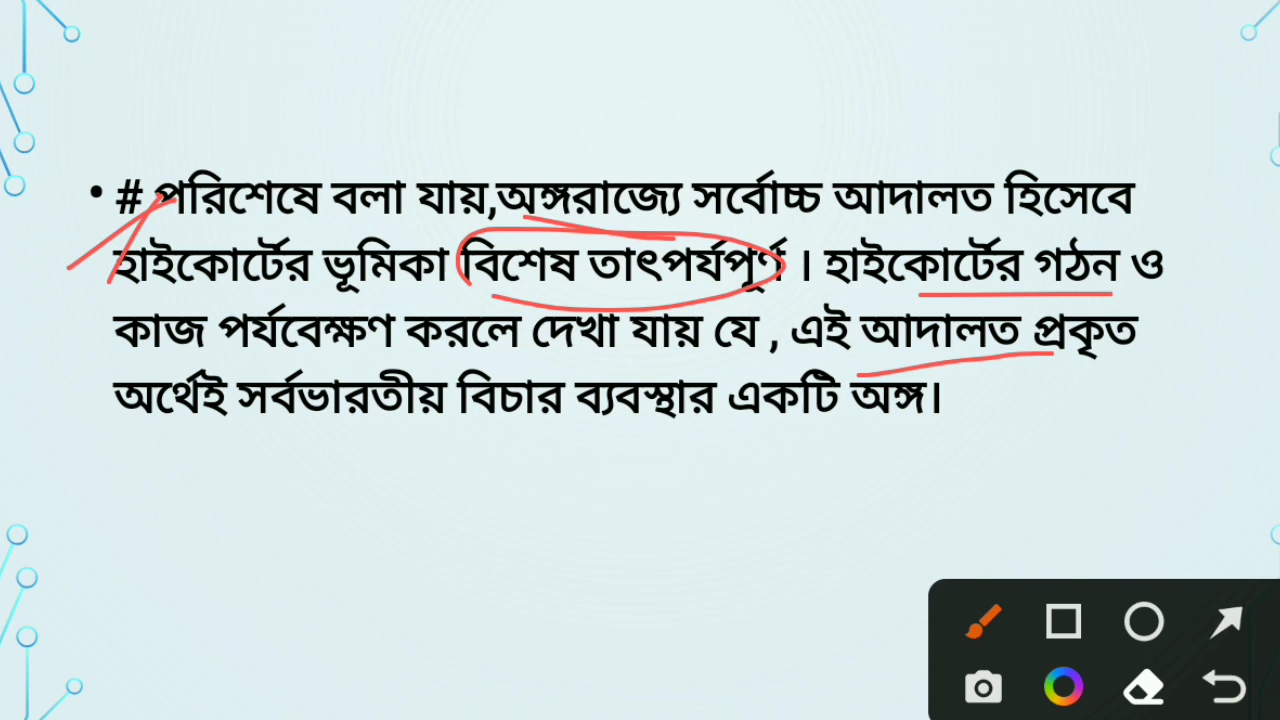 • # পরিশেষে বলা যায়,অঙ্গরাজ্যে সর্বোচ্চ আদালত হিসেবে
হাইকোর্টের ভূমিকা বিশেষ তাৎপর্যপূর্ণ । হাইকোর্টের গঠন ও
কাজ পর্যবেক্ষণ করলে দেখা যায় যে , এই আদালত প্রকৃত
অর্থেই সর্বভারতীয় বিচার ব্যবস্থার একটি অঙ্গ।